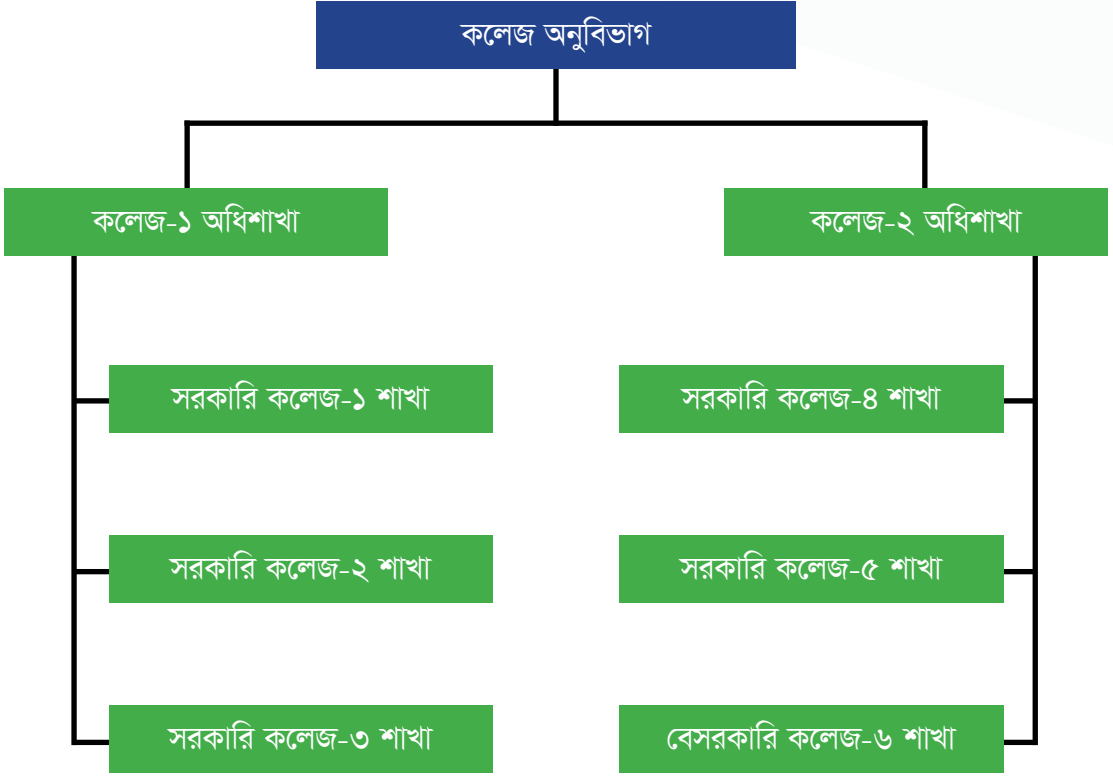 কলেজ অনুবিভাগ
কলেজ-১ অধিশাখা
কলেজ-২ অধিশাখা
সরকারি কলেজ-১ শাখা
সরকারি কলেজ-৪ শাখা
সরকারি কলেজ-২ শাখা
সরকারি কলেজ-৫ শাখা
সরকারি কলেজ-৩ শাখা
বেসরকারি কলেজ-৬ শাখা